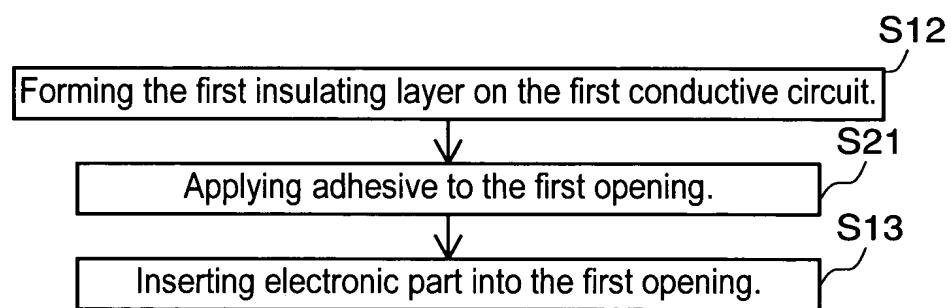 S12
Forming the first insulating layer on the first conductive circuit.
S21
Applying adhesive to the first opening.
S13
Inserting electronic part into the first opening.